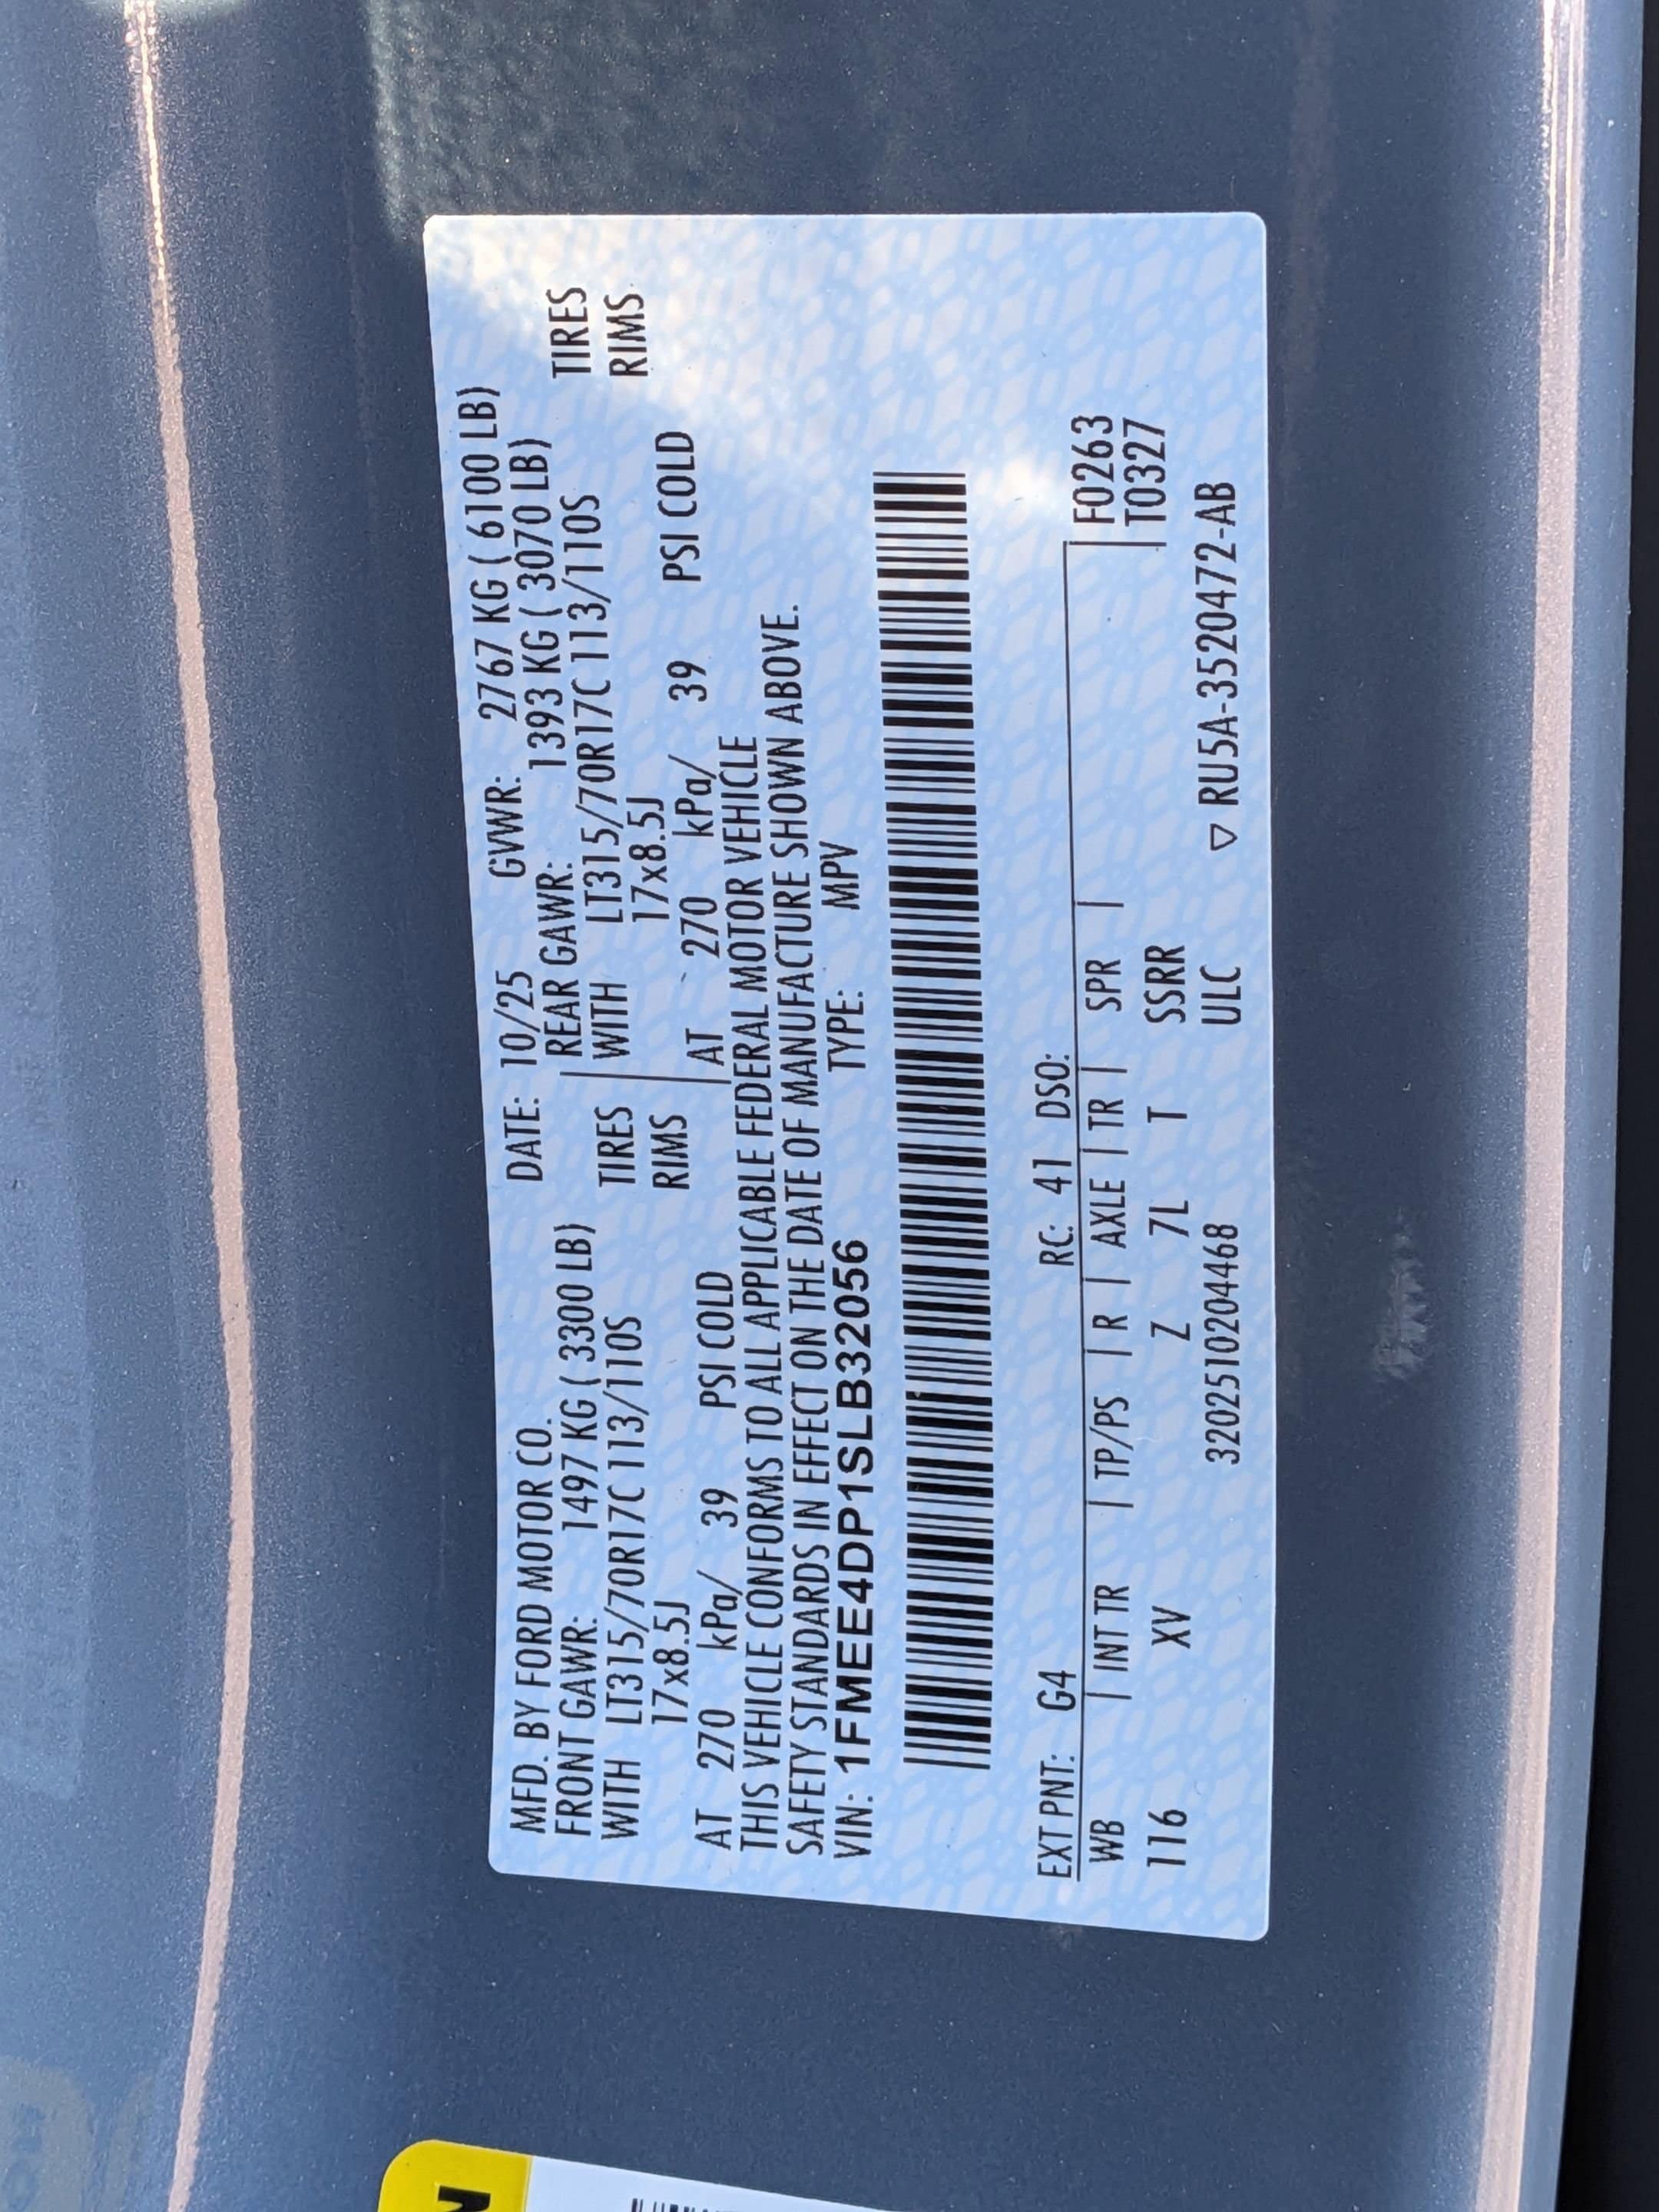 MFD. BY FORD MOTOR CO. DATE: 10/25 GVWR: 2767 KG ( 6100 LB)
FRONT GAWR: 1497 KG ( 3300 LB) REAR GAWR: 1393 KG ( 3070 LB)
WITH LT315/70R17C 113/110S TIRES WITH LT315/70R17C 113/110S TIRES
17x8.5J RIMS 17x8.5J RIMS
AT 270 kPa/ 39 PSI COLD AT 270 kPa/ 39 PSI COLD
THIS VEHICLE CONFORMS TO ALL APPLICABLE FEDERAL MOTOR VEHICLE
SAFETY STANDARDS IN EFFECT ON THE DATE OF MANUFACTURE SHOWN ABOVE.
VIN: 1FMEE4DP1SLB32056 TYPE: MPV
EXT PNT: G4 RC: 41 DSO:
WB | INT TR | TP/PS | R | AXLE | TR | SPR | F0263
116 XV Z 7L T SSRR T0327
3202510204468 ULC ▽ RU5A-3520472-AB